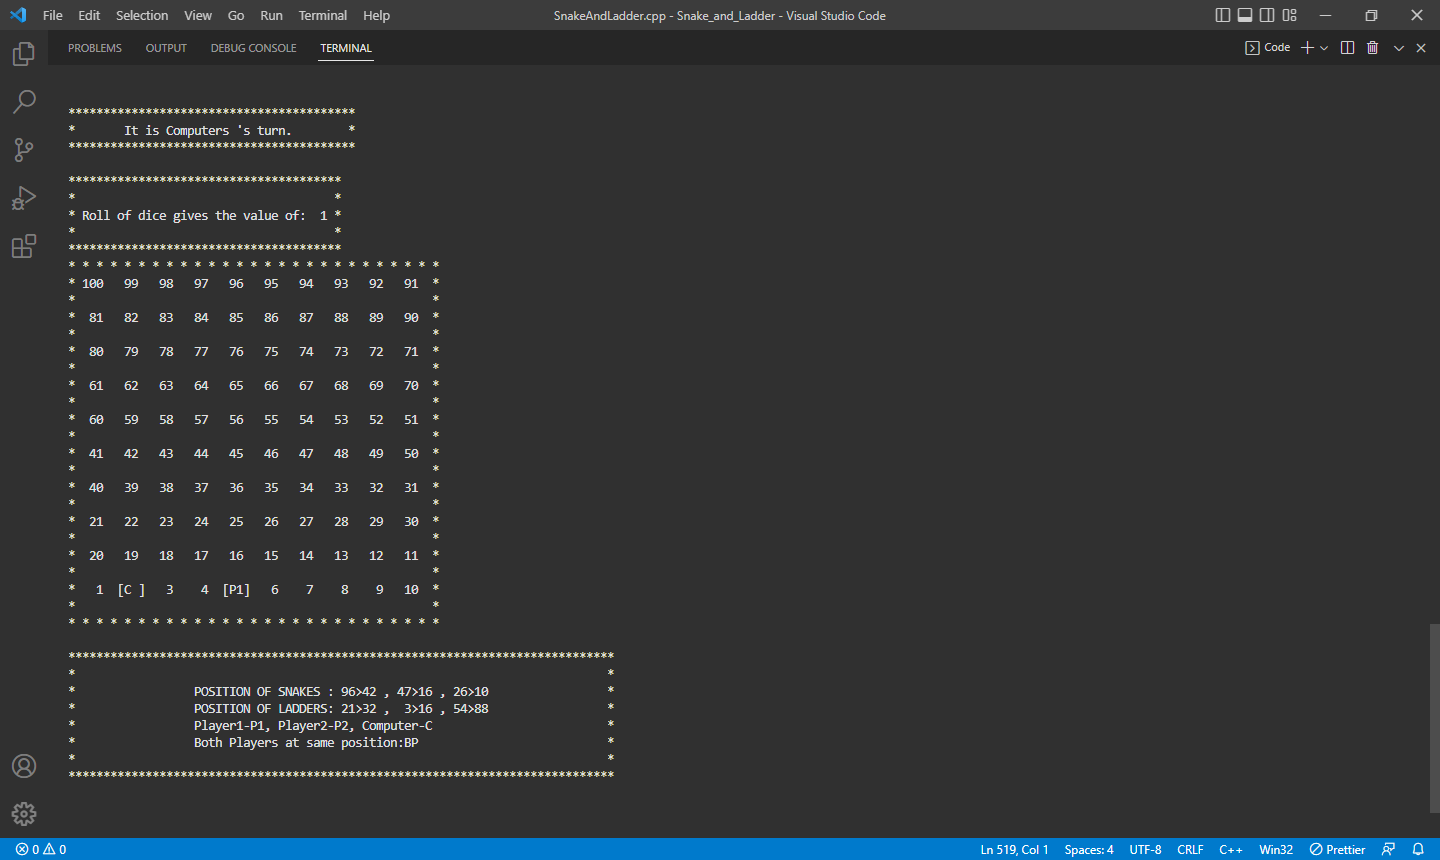 File Edit Selection View Go Run Terminal Help SnakeAndLadder.cpp - Snake_and_Ladder - Visual Studio Code
PROBLEMS OUTPUT DEBUG CONSOLE TERMINAL Code
*****************************************
*       It is Computers 's turn.        *
*****************************************
***************************************
*                                     *
* Roll of dice gives the value of:  1 *
*                                     *
***************************************
* * * * * * * * * * * * * * * * * * * * * * * * * * *
* 100   99   98   97   96   95   94   93   92   91  *
*                                                   *
*  81   82   83   84   85   86   87   88   89   90  *
*                                                   *
*  80   79   78   77   76   75   74   73   72   71  *
*                                                   *
*  61   62   63   64   65   66   67   68   69   70  *
*                                                   *
*  60   59   58   57   56   55   54   53   52   51  *
*                                                   *
*  41   42   43   44   45   46   47   48   49   50  *
*                                                   *
*  40   39   38   37   36   35   34   33   32   31  *
*                                                   *
*  21   22   23   24   25   26   27   28   29   30  *
*                                                   *
*  20   19   18   17   16   15   14   13   12   11  *
*                                                   *
*   1  [C ]   3    4  [P1]   6    7    8    9   10  *
*                                                   *
* * * * * * * * * * * * * * * * * * * * * * * * * * *
******************************************************************************
*                                                                            *
*                 POSITION OF SNAKES : 96>42 , 47>16 , 26>10                 *
*                 POSITION OF LADDERS: 21>32 ,  3>16 , 54>88                 *
*                 Player1-P1, Player2-P2, Computer-C                         *
*                 Both Players at same position:BP                           *
*                                                                            *
******************************************************************************
0 0 Ln 519, Col 1 Spaces: 4 UTF-8 CRLF C++ Win32 Prettier